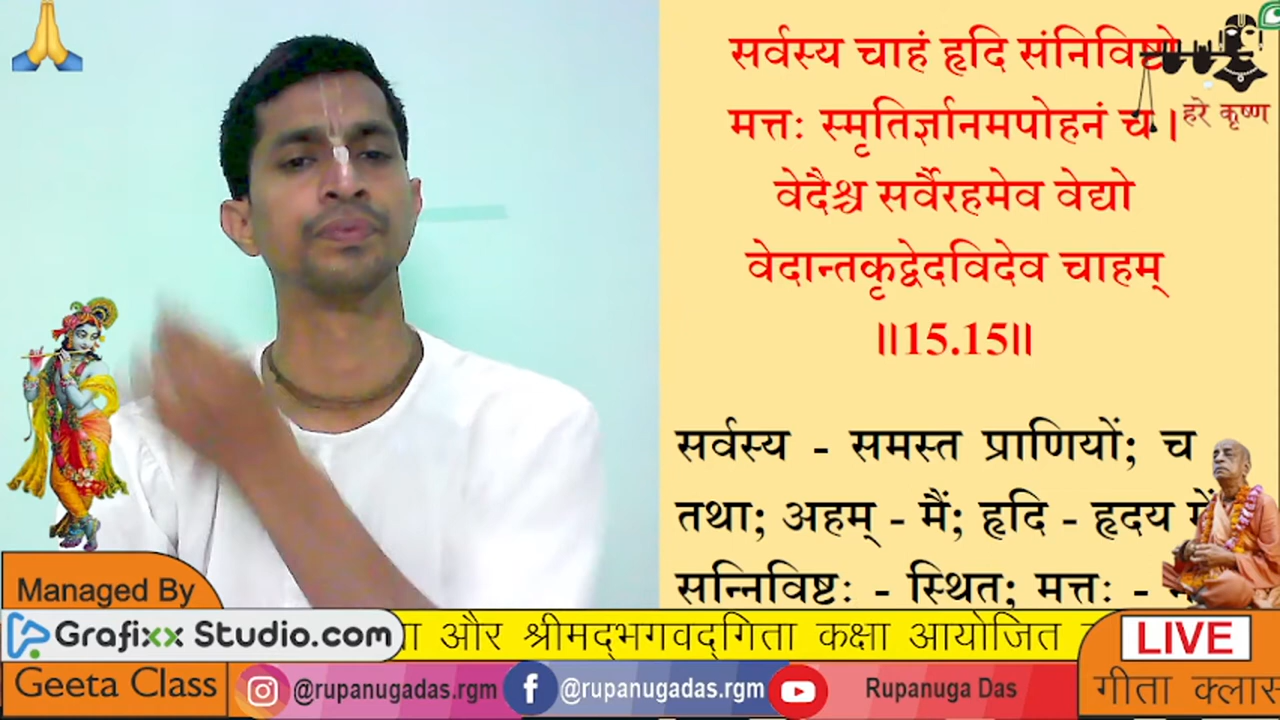 सर्वस्य चाहं हृदि संनिविष्टो
मत्तः स्मृतिर्ज्ञानमपोहनं च।
वेदैश्च सर्वैरहमेव वेद्यो
वेदान्तकृद्वेदविदेव चाहम्
॥15.15॥
हरे कृष्ण
सर्वस्य - समस्त प्राणियों; च
तथा; अहम् - मैं; हृदि - हृदय में
सन्निविष्टः - स्थित; मत्तः -
Managed By
Grafixx Studio.com
और श्रीमद्भगवद्गिता कक्षा आयोजित
LIVE
Geeta Class
@rupanugadas.rgm
@rupanugadas.rgm
Rupanuga Das
गीता क्लास